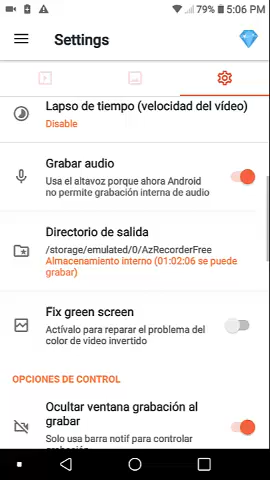 79% 5:06 PM
Settings
Lapso de tiempo (velocidad del vídeo)
Disable
Grabar audio
Usa el altavoz porque ahora Android
no permite grabación interna de audio
Directorio de salida
/storage/emulated/0/AzRecorderFree
Almacenamiento interno (01:02:06 se puede
grabar)
Fix green screen
Actívalo para reparar el problema del
color de video invertido
OPCIONES DE CONTROL
Ocultar ventana grabación al
grabar
Solo usa barra notif para controlar
grabación